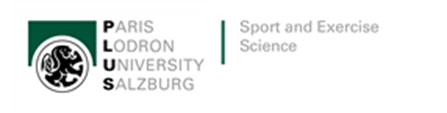 PARIS
LODRON
UNIVERSITY
SALZBURG
Sport and Exercise
Science